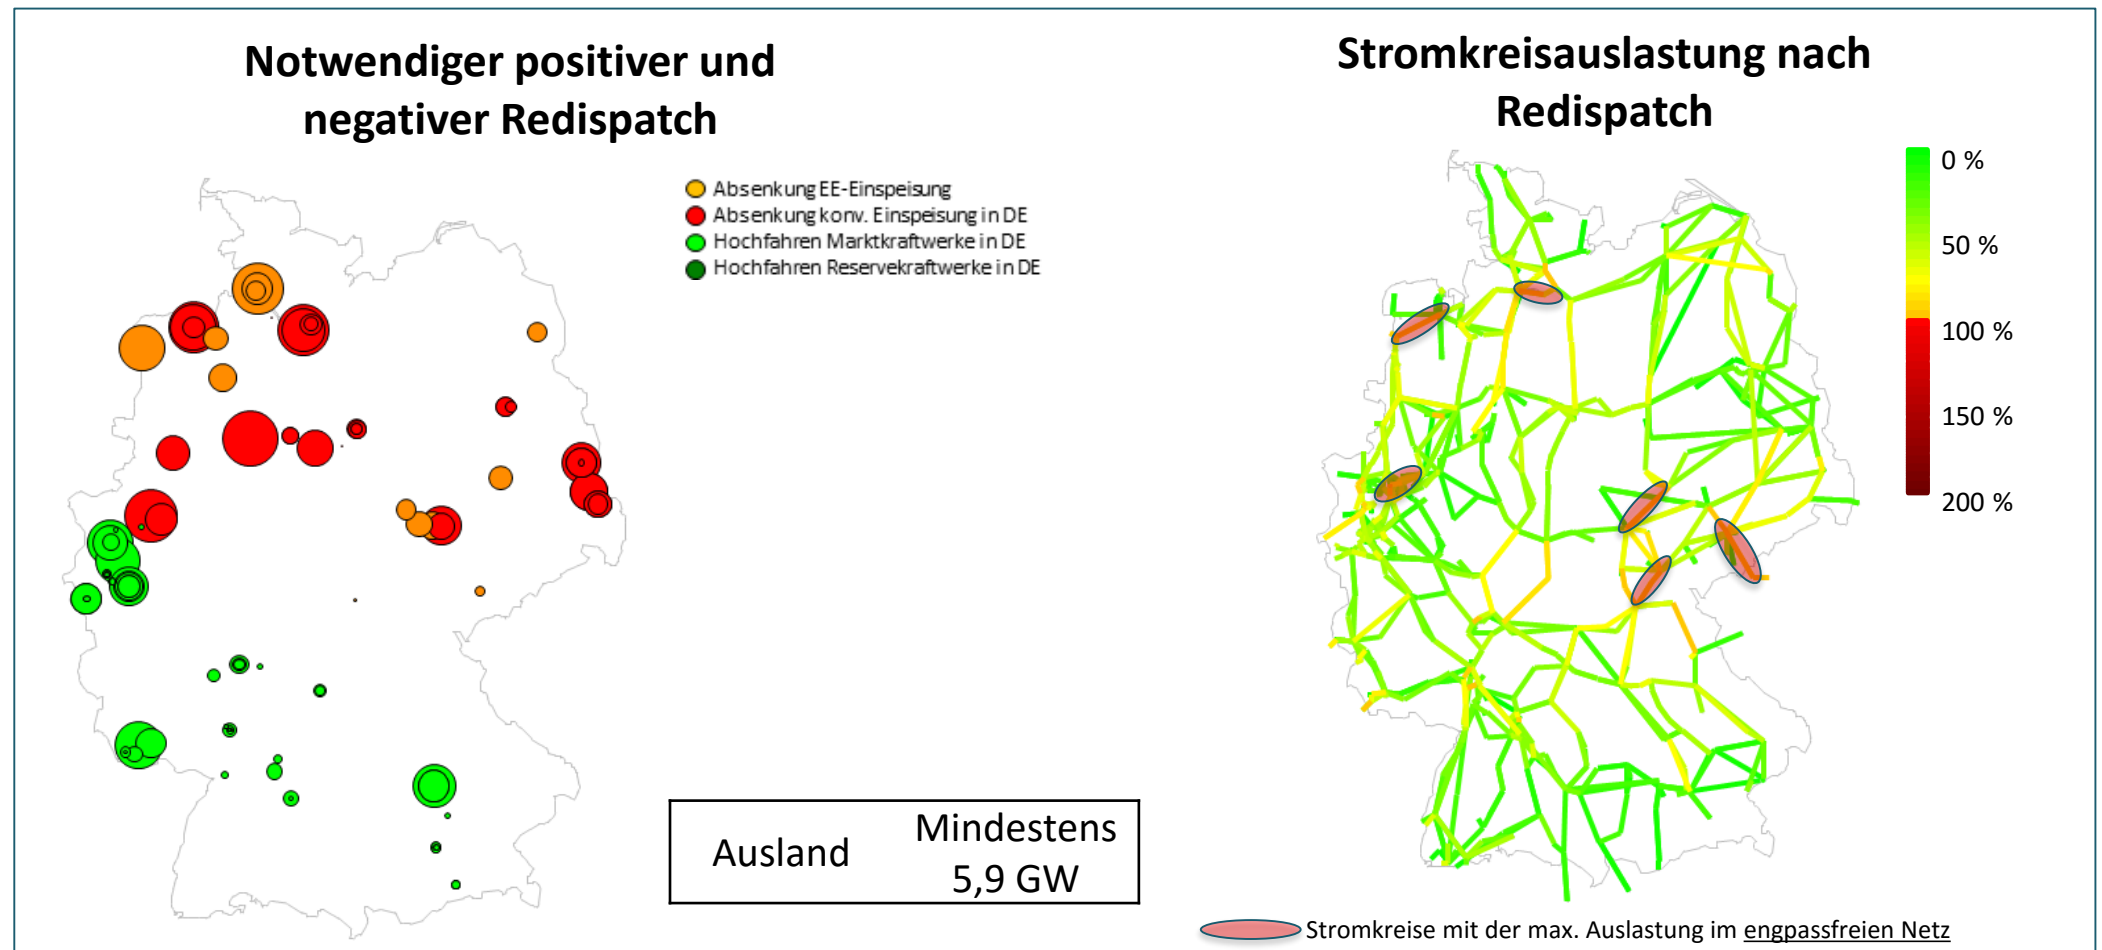 Notwendiger positiver und
negativer Redispatch
Absenkung EE-Einspeisung
Absenkung konv. Einspeisung in DE
Hochfahren Marktkraftwerke in DE
Hochfahren Reservekraftwerke in DE
Ausland
Mindestens
5,9 GW
Stromkreisauslastung nach
Redispatch
0 %
50 %
100 %
150 %
200 %
Stromkreise mit der max. Auslastung im engpassfreien Netz